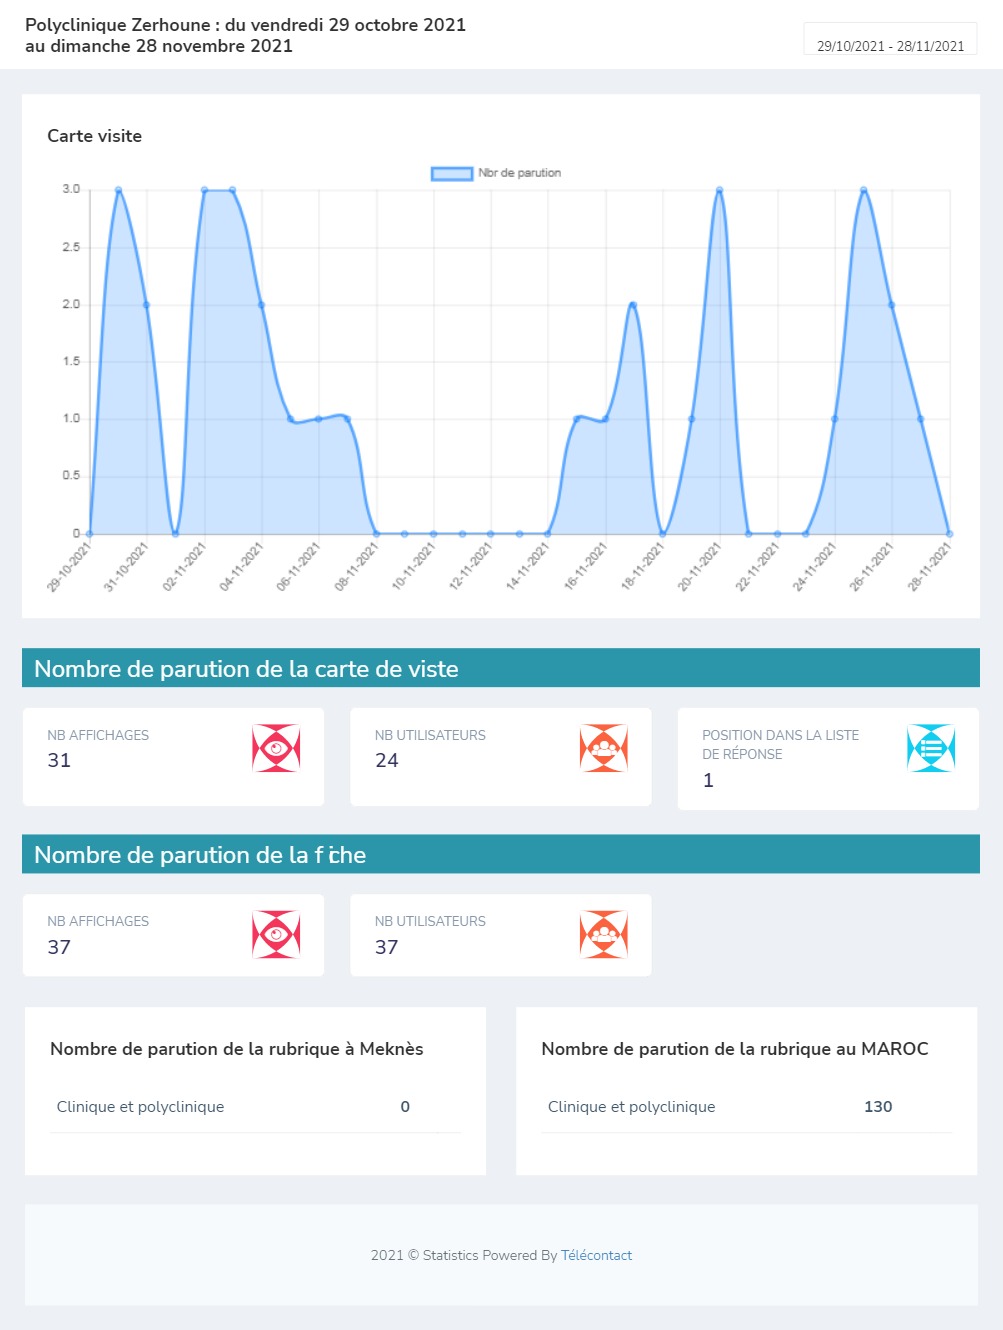 Polyclinique Zerhoune : du vendredi 29 octobre 2021
au dimanche 28 novembre 2021
29/10/2021 - 28/11/2021
Carte visite
Nbr de parution
3.0
2.5
2.0
1.5
1.0
0.5
0
29-10-2021
31-10-2021
02-11-2021
04-11-2021
06-11-2021
08-11-2021
10-11-2021
12-11-2021
14-11-2021
16-11-2021
18-11-2021
20-11-2021
22-11-2021
24-11-2021
26-11-2021
28-11-2021
Nombre de parution de la carte de viste
NB AFFICHAGES
31
NB UTILISATEURS
24
POSITION DANS LA LISTE
DE RÉPONSE
1
Nombre de parution de la fiche
NB AFFICHAGES
37
NB UTILISATEURS
37
Nombre de parution de la rubrique à Meknès
Clinique et polyclinique 0
Nombre de parution de la rubrique au MAROC
Clinique et polyclinique 130
2021 © Statistics Powered By Télécontact